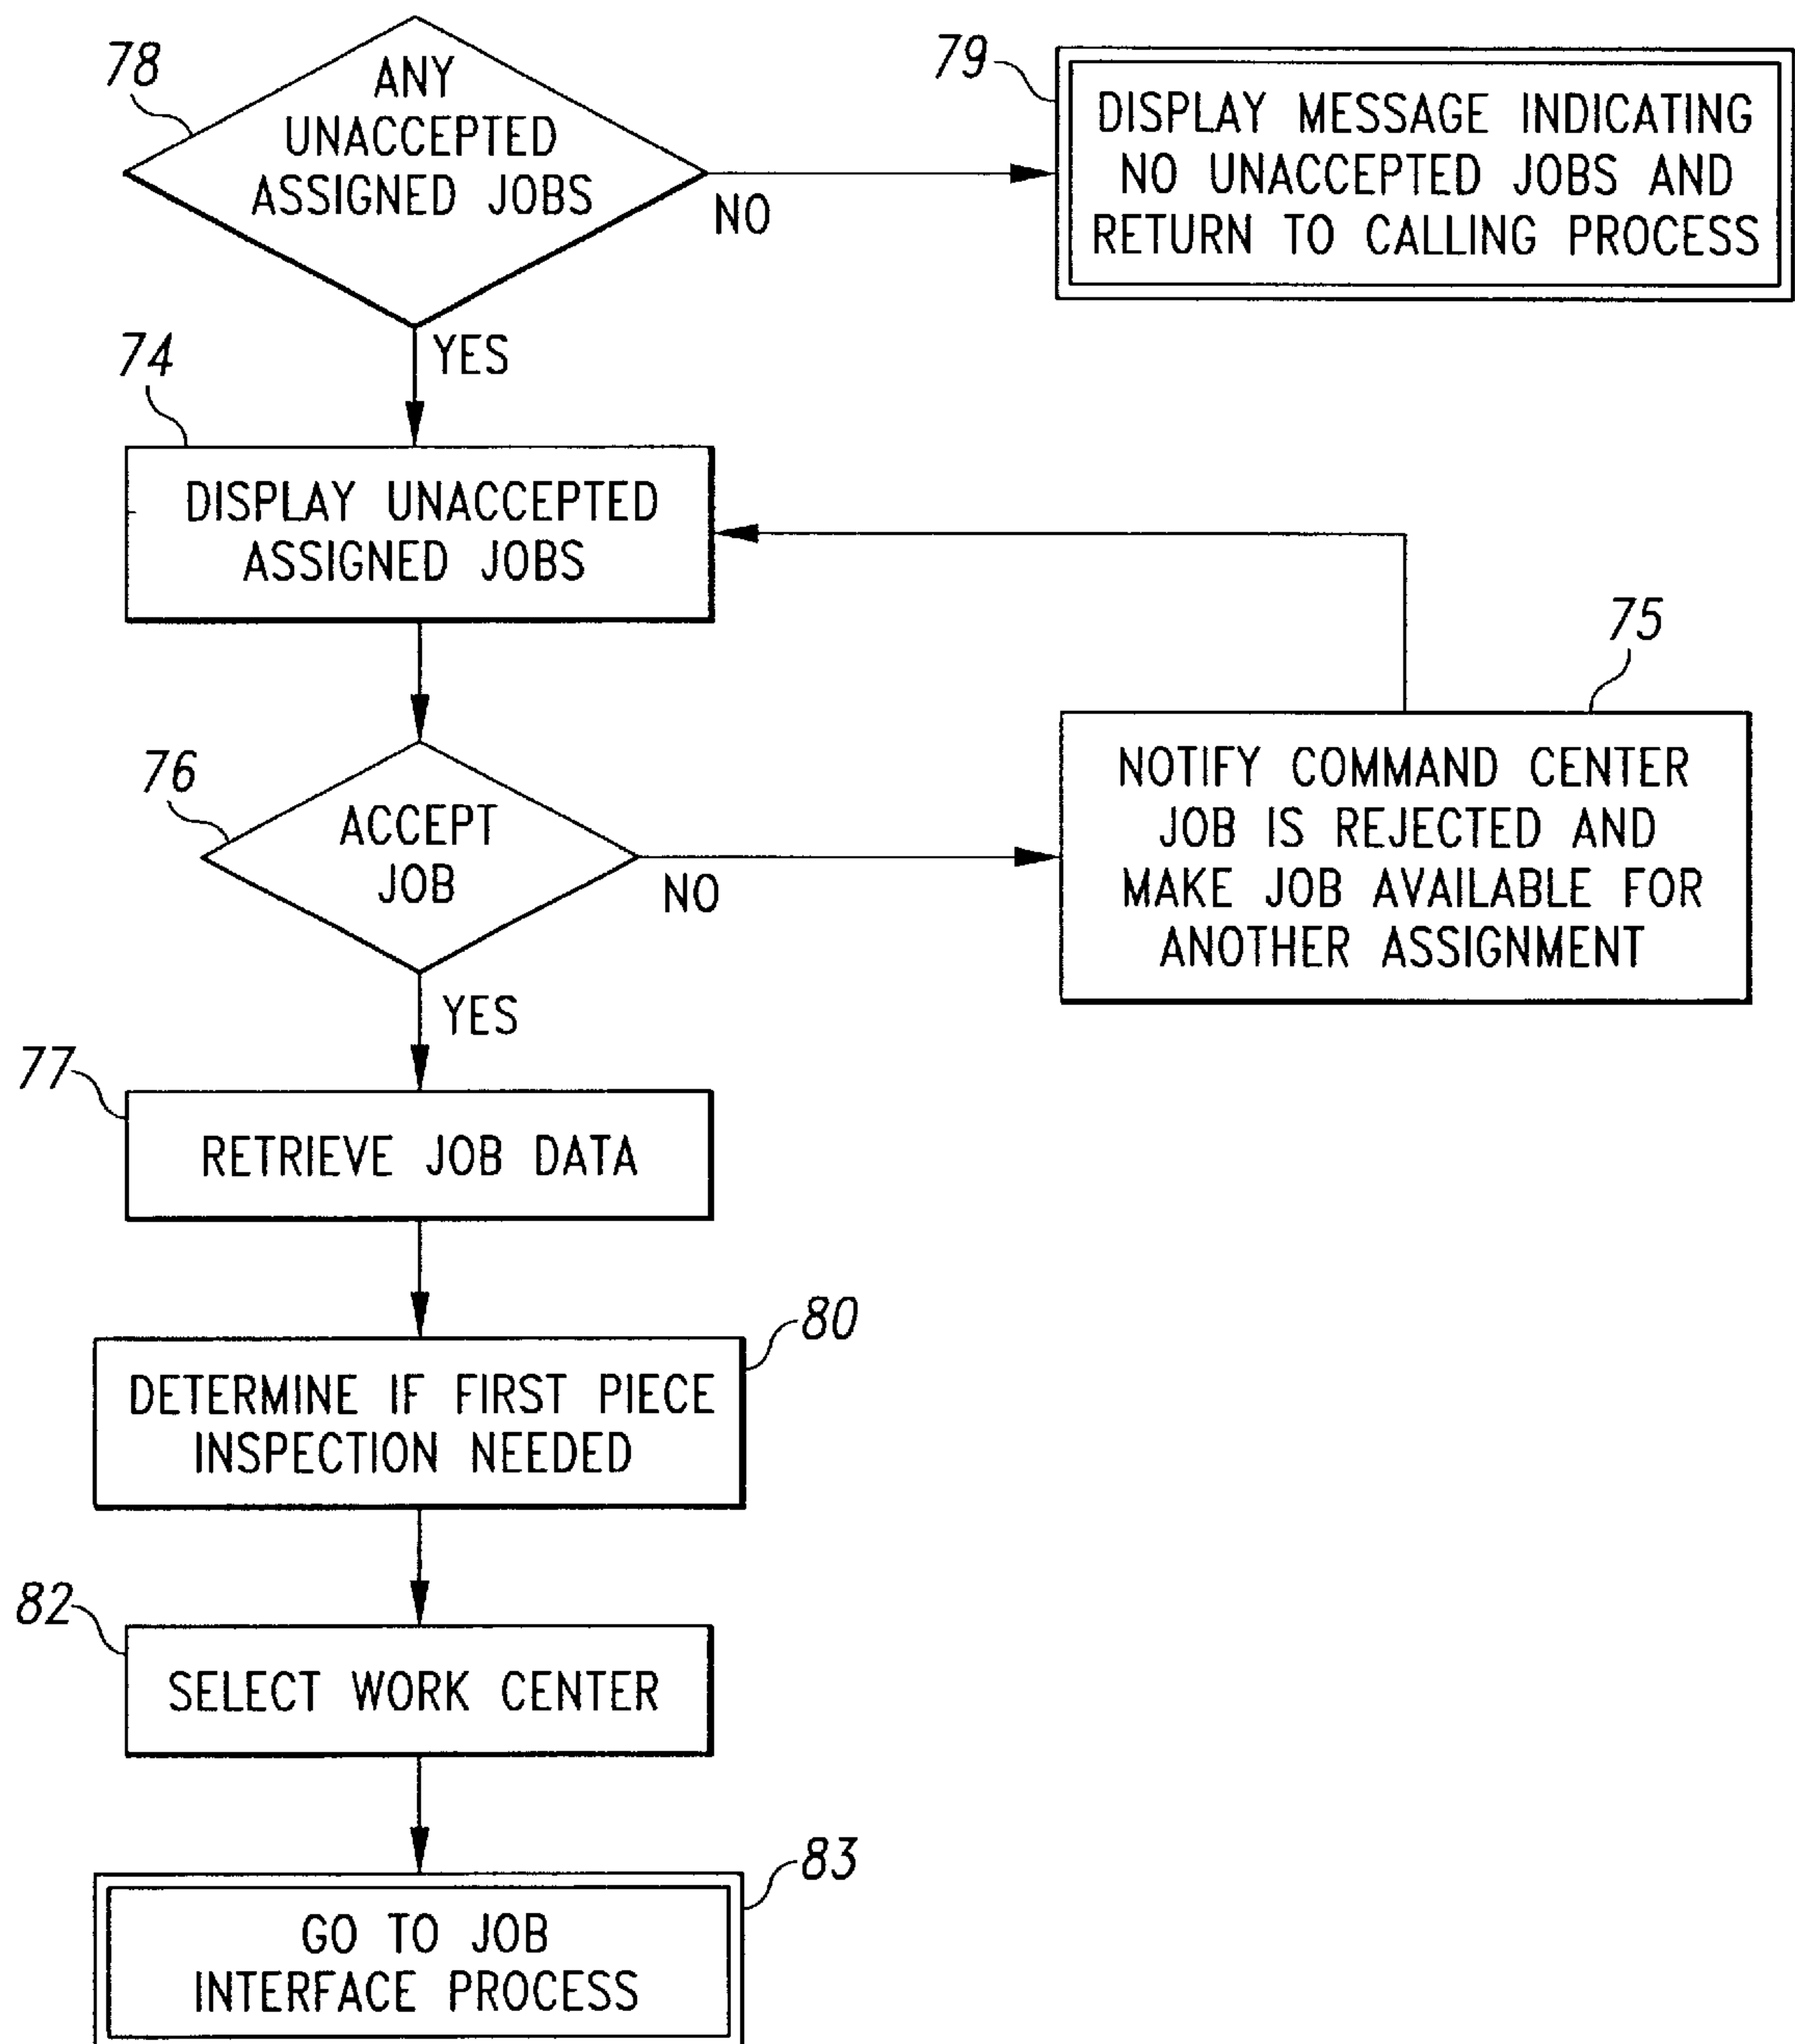 78
ANY
UNACCEPTED
ASSIGNED JOBS
NO
79
DISPLAY MESSAGE INDICATING
NO UNACCEPTED JOBS AND
RETURN TO CALLING PROCESS
YES
74
DISPLAY UNACCEPTED
ASSIGNED JOBS
76
ACCEPT
JOB
NO
75
NOTIFY COMMAND CENTER
JOB IS REJECTED AND
MAKE JOB AVAILABLE FOR
ANOTHER ASSIGNMENT
YES
77
RETRIEVE JOB DATA
80
DETERMINE IF FIRST PIECE
INSPECTION NEEDED
82
SELECT WORK CENTER
83
GO TO JOB
INTERFACE PROCESS